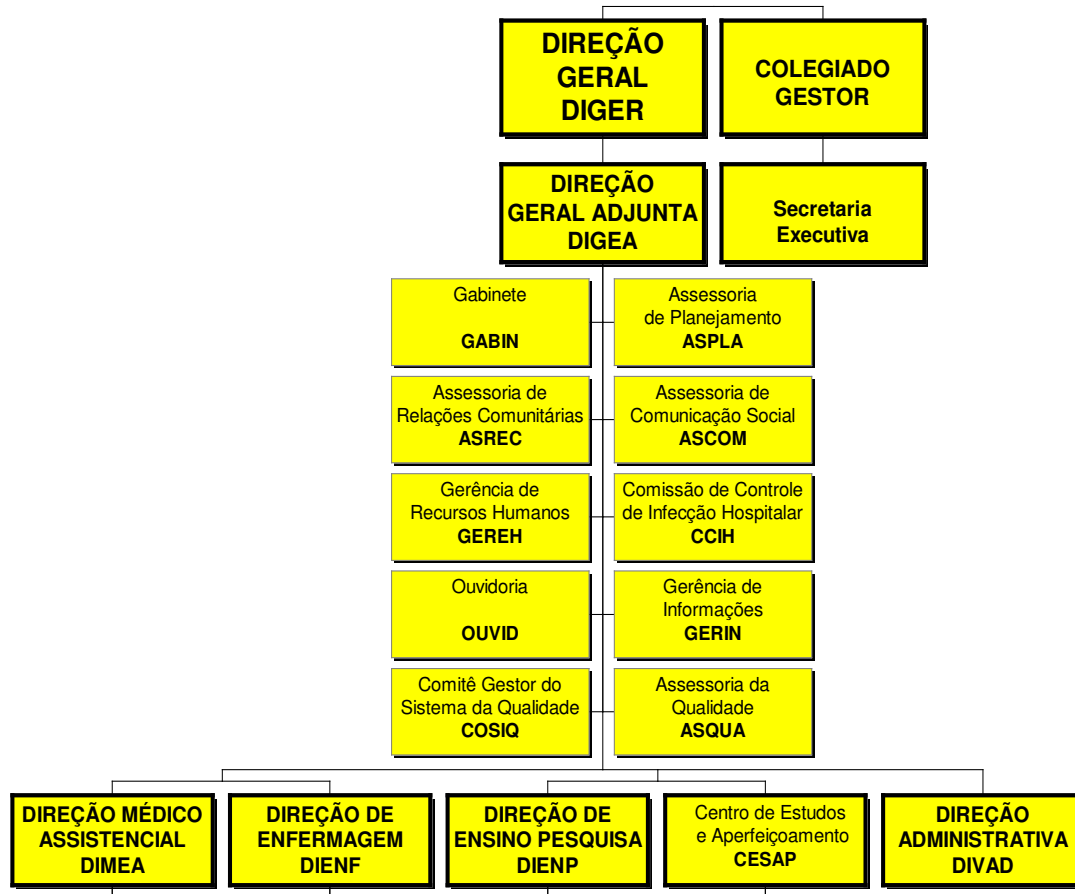 DIREÇÃO
GERAL
DIGER
COLEGIADO
GESTOR
DIREÇÃO
GERAL ADJUNTA
DIGEA
Secretaria
Executiva
Gabinete
GABIN
Assessoria
de Planejamento
ASPLA
Assessoria de
Relações Comunitárias
ASREC
Assessoria de
Comunicação Social
ASCOM
Gerência de
Recursos Humanos
GEREH
Comissão de Controle
de Infecção Hospitalar
CCIH
Ouvidoria
OUVID
Gerência de
Informações
GERIN
Comitê Gestor do
Sistema da Qualidade
COSIQ
Assessoria da
Qualidade
ASQUA
DIREÇÃO MÉDICO
ASSISTENCIAL
DIMEA
DIREÇÃO DE
ENFERMAGEM
DIENF
DIREÇÃO DE
ENSINO PESQUISA
DIENP
Centro de Estudos
e Aperfeiçoamento
CESAP
DIREÇÃO
ADMINISTRATIVA
DIVAD